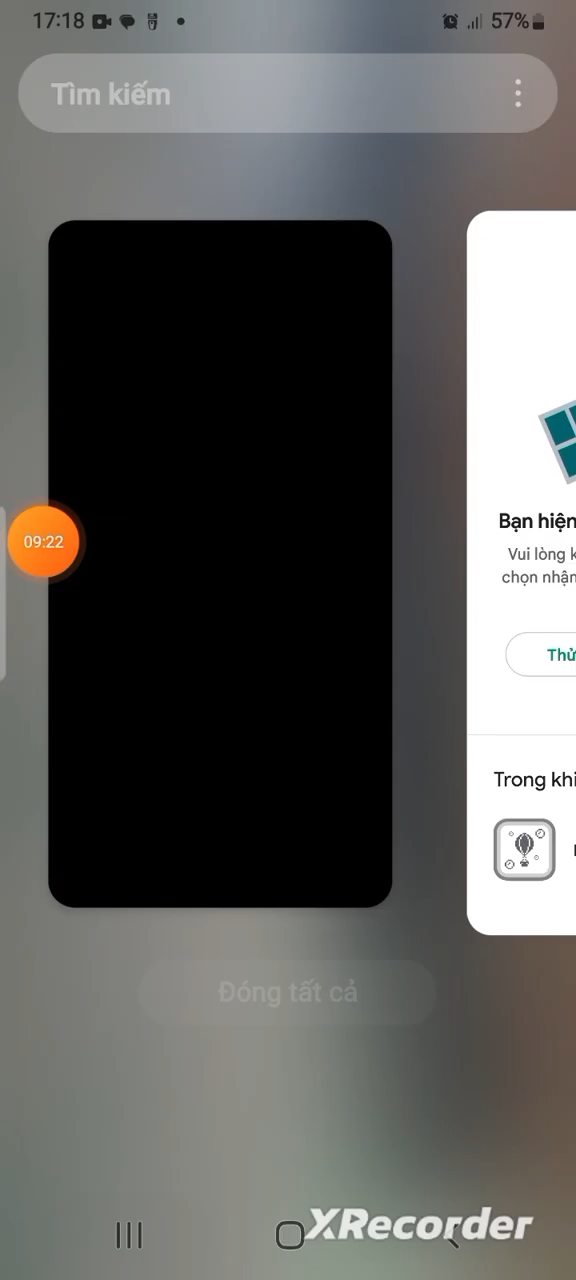 17:18
57%
Tìm kiếm
09:22
Bạn hiện
Vui lòng
chọn nhận
Thử
Trong khi
Đóng tất cả
XRecorder